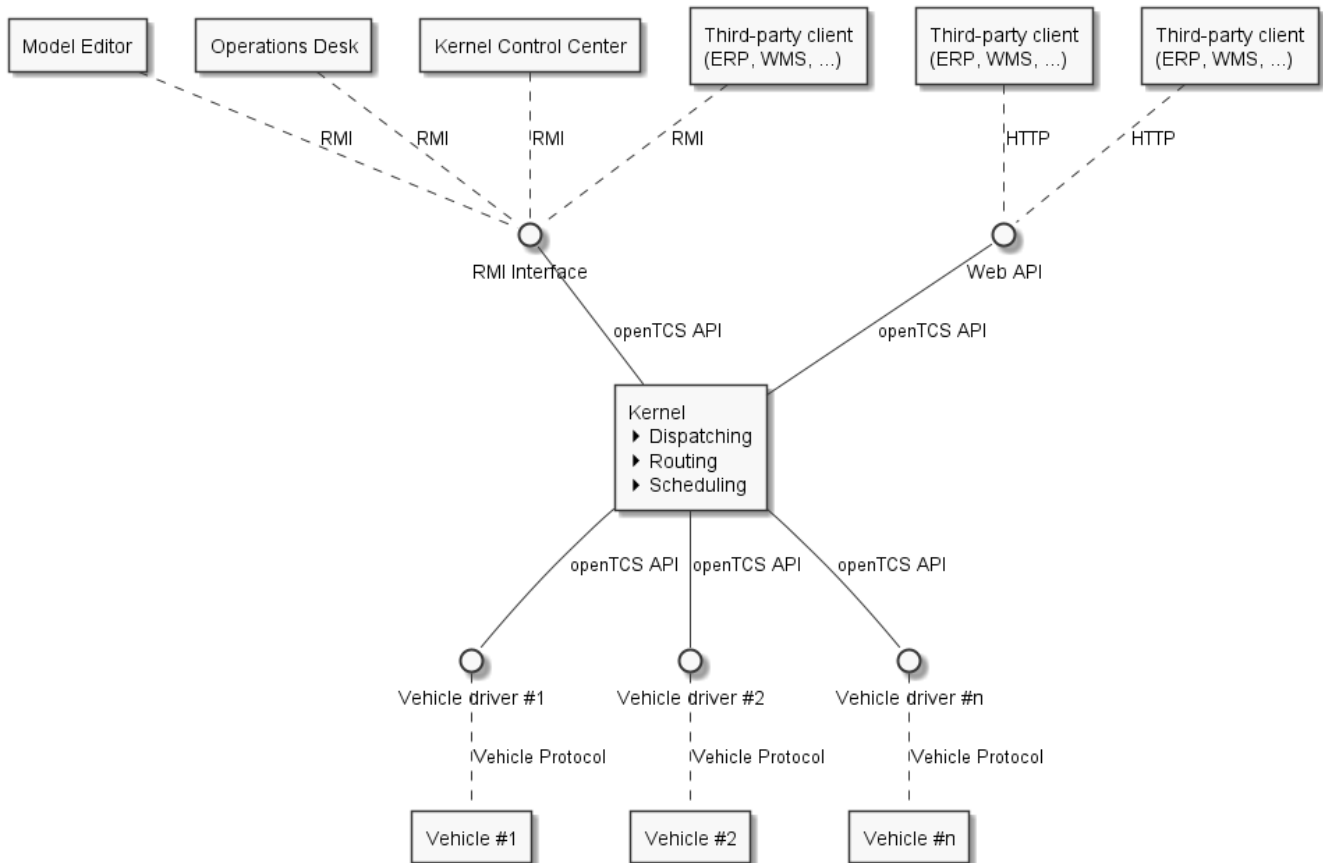 Model Editor
Operations Desk
Kernel Control Center
Third-party client
(ERP, WMS, ...)
Third-party client
(ERP, WMS, ...)
Third-party client
(ERP, WMS, ...)
RMI
RMI
RMI
RMI
HTTP
HTTP
RMI Interface
Web API
openTCS API
openTCS API
Kernel
Dispatching
Routing
Scheduling
openTCS API
openTCS API
openTCS API
Vehicle driver #1
Vehicle driver #2
Vehicle driver #n
Vehicle Protocol
Vehicle Protocol
Vehicle Protocol
Vehicle #1
Vehicle #2
Vehicle #n